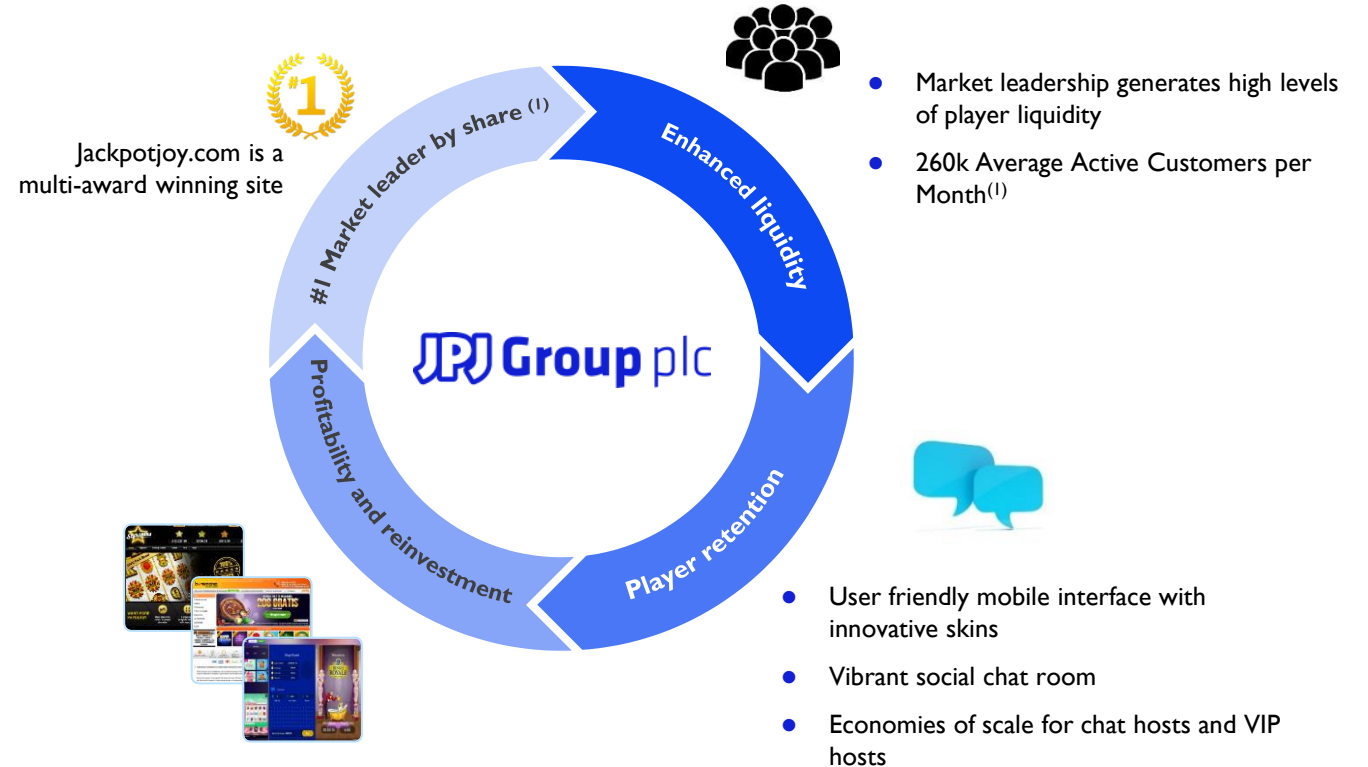 #1
Jackpotjoy.com is a
multi-award winning site
#1 Market leader by share (1)
Enhanced liquidity
● Market leadership generates high levels
of player liquidity
● 260k Average Active Customers per
Month(1)
JPJ Group plc
Profitability and reinvestment
Player retention
● User friendly mobile interface with
innovative skins
● Vibrant social chat room
● Economies of scale for chat hosts and VIP
hosts
200 GRATIS
ROYALE